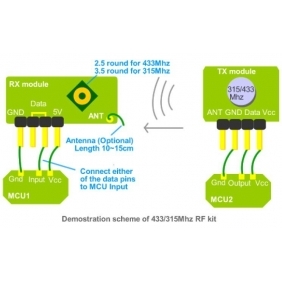 2.5 round for 433Mhz
3.5 round for 315Mhz
RX module
Data
GND
5V
ANT
Antenna (Optional)
Length 10~15cm
Connect either
of the data pins
to MCU Input
Gnd Input Vcc
MCU1
TX module
315/433
Mhz
ANT GND Data Vcc
Gnd Output Vcc
MCU2
Demostration scheme of 433/315Mhz RF kit